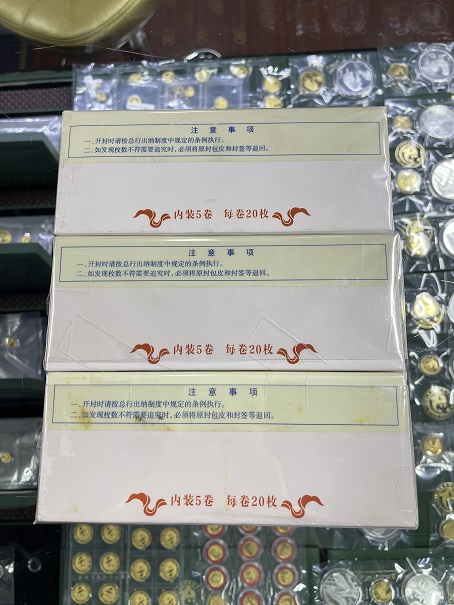 注意事项
一、开封时请按总行出纳制度中规定的条例执行。
二、如发现枚数不符需要追究时，必须将原封包皮和封签等退回。
内装5卷 每卷20枚
注意事项
一、开封时请按总行出纳制度中规定的条例执行。
二、如发现枚数不符需要追究时，必须将原封包皮和封签等退回。
内装5卷 每卷20枚
注意事项
一、开封时请按总行出纳制度中规定的条例执行。
二、如发现枚数不符需要追究时，必须将原封包皮和封签等退回。
内装5卷 每卷20枚